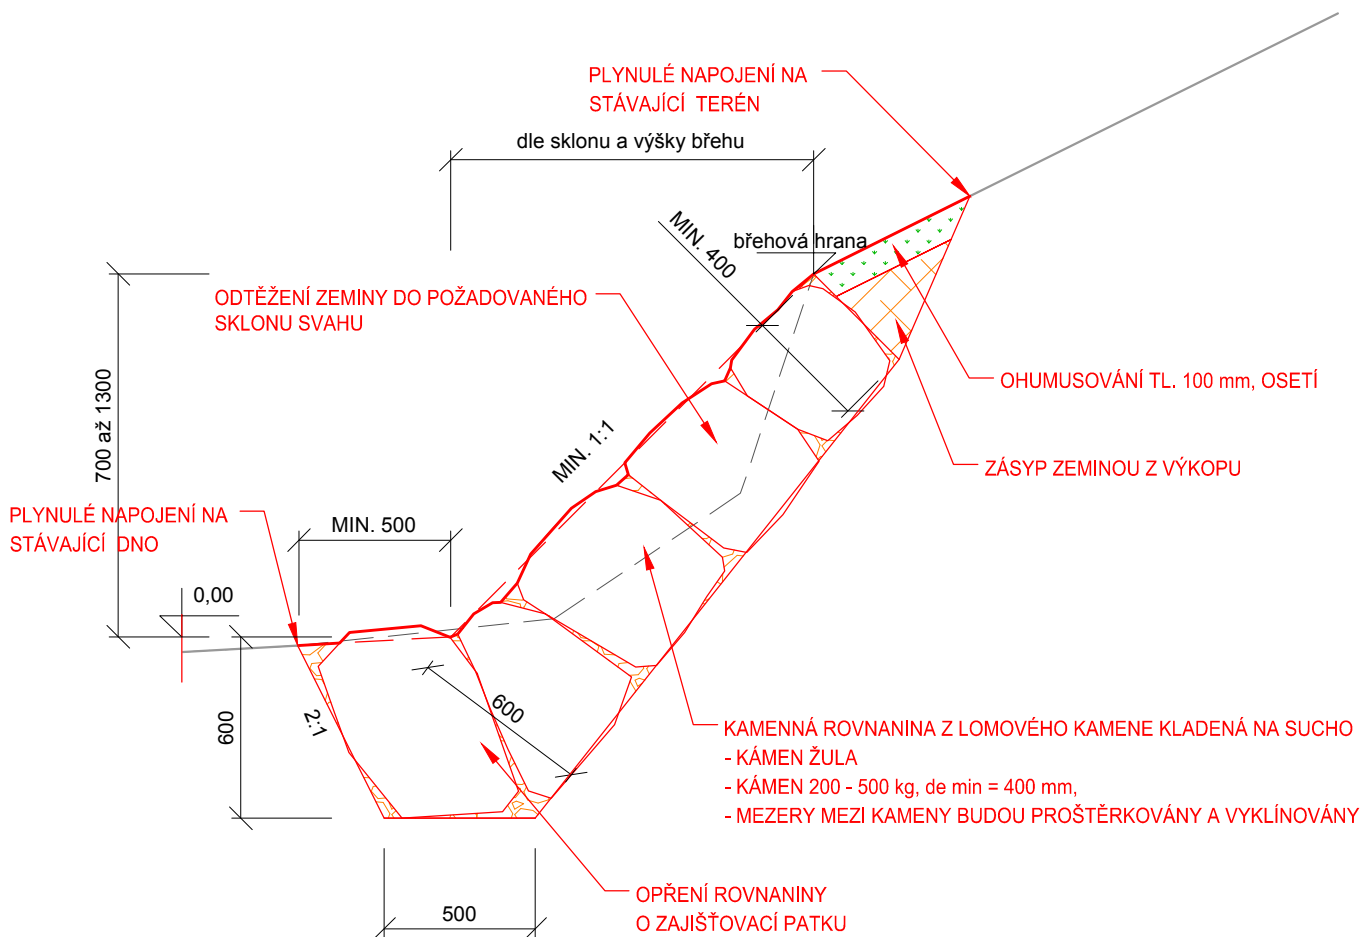 PLYNULÉ NAPOJENÍ NA
STÁVAJÍCÍ TERÉN
dle sklonu a výšky břehu
MIN. 400
břehová hrana
ODTĚŽENÍ ZEMINY DO POŽADOVANÉHO
SKLONU SVAHU
700 až 1300
OHUMUSOVÁNÍ TL. 100 mm, OSETÍ
MIN. 1:1
ZÁSYP ZEMINOU Z VÝKOPU
PLYNULÉ NAPOJENÍ NA
STÁVAJÍCÍ DNO
MIN. 500
0,00
600
2:1
600
KAMENNÁ ROVNANINA Z LOMOVÉHO KAMENE KLADENÁ NA SUCHO
- KÁMEN ŽULA
- KÁMEN 200 - 500 kg, de min = 400 mm,
- MEZERY MEZI KAMENY BUDOU PROŠTĚRKOVÁNY A VYKLÍNOVÁNY
OPŘENÍ ROVNANINY
O ZAJIŠŤOVACÍ PATKU
500